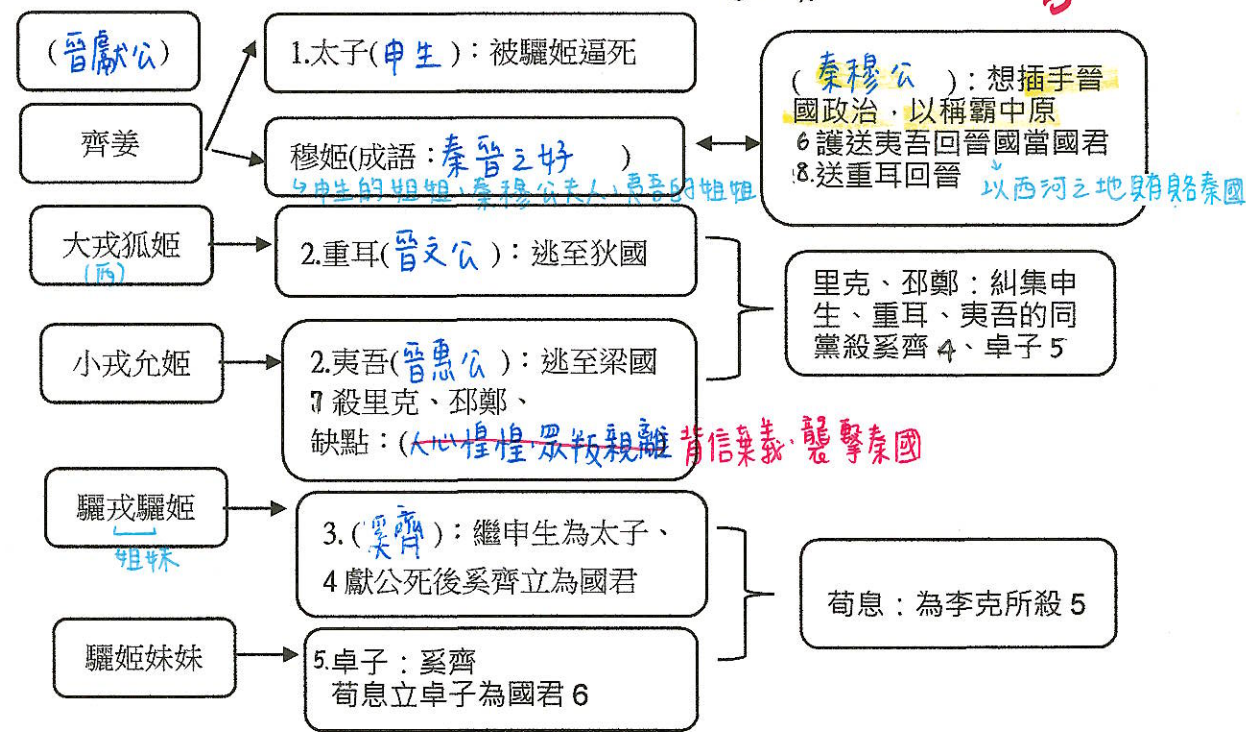 (晉獻公)
齊姜
1.太子(申生)：被驪姬逼死
穆姬(成語：秦晉之好)
↳申生的姐姐、秦穆公夫人、夷吾的姐姐
(秦穆公)：想插手晉
國政治，以稱霸中原
6護送夷吾回晉國當國君
8.送重耳回晉
以西河之地賄賂秦國
大戎狐姬
2.重耳(晉文公)：逃至狄國
小戎允姬
2.夷吾(晉惠公)：逃至梁國
7殺里克、邳鄭、
缺點：(人心惶惶、眾叛親離 背信棄義、襲擊秦國
里克、邳鄭：糾集申
生、重耳、夷吾的同
黨殺奚齊4、卓子5
驪戎驪姬
姐妹
3.(奚齊)：繼申生為太子、
4獻公死後奚齊立為國君
驪姬妹妹
5.卓子：奚齊
荀息立卓子為國君6
荀息：為李克所殺5